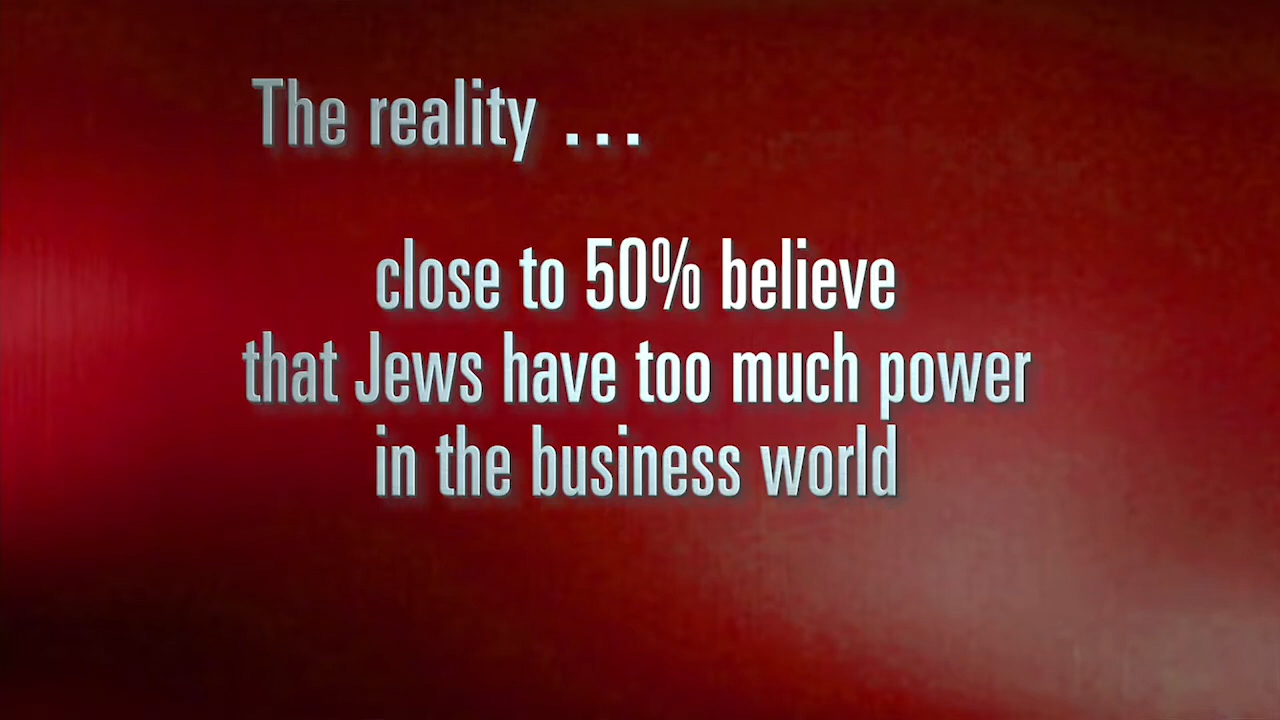 The reality ...
close to 50% believe
that Jews have too much power
in the business world